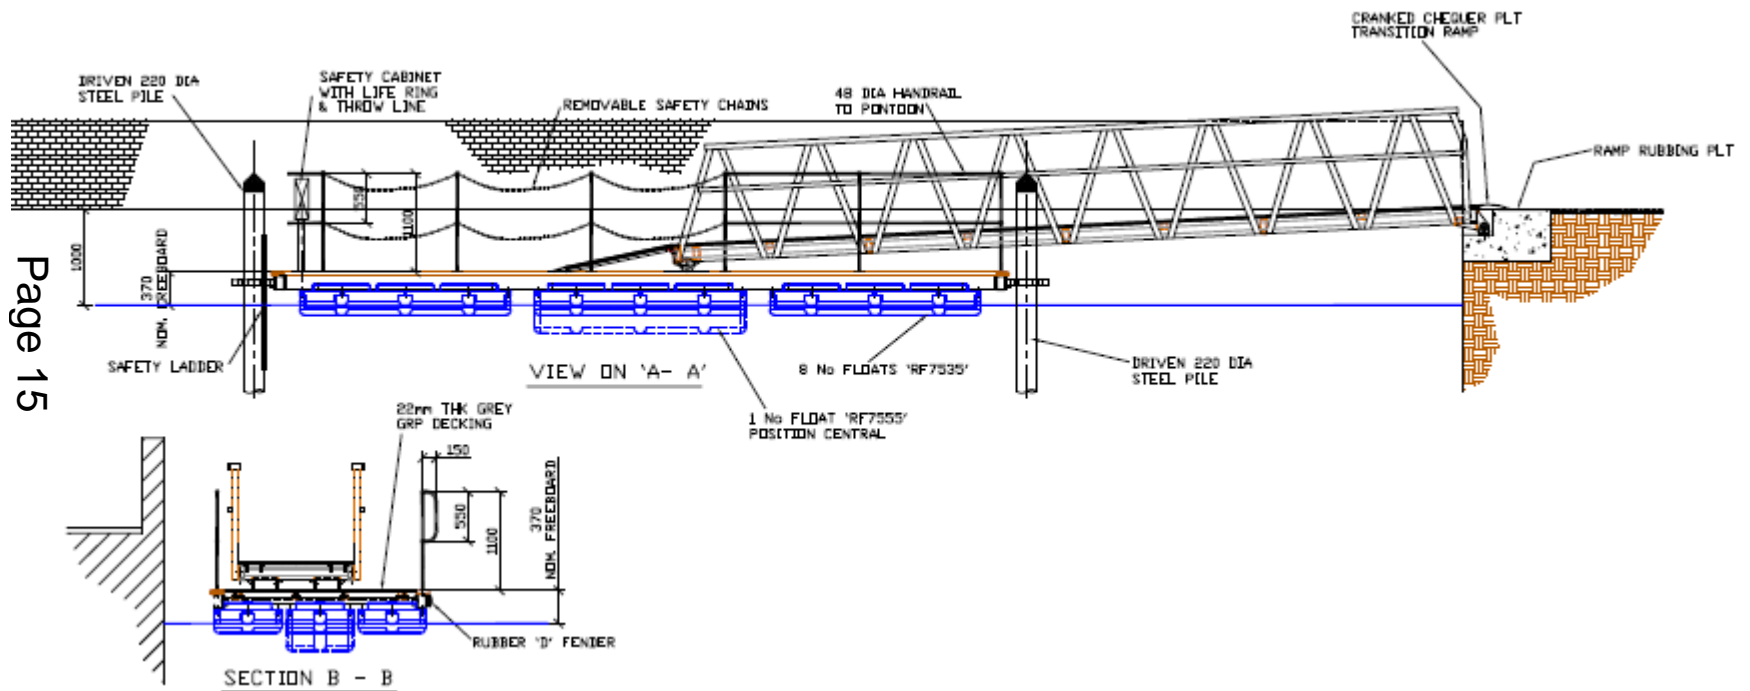 CRANKED CHEQUER PLT
TRANSITION RAMP
DRIVEN 220 DIA
STEEL PILE
SAFETY CABINET
WITH LIFE RING
& THROW LINE
REMOVABLE SAFETY CHAINS
48 DIA HANDRAIL
TO PONTOON
RAMP RUBBING PLT
550
1100
1000
370
NOM. FREEBOARD
Page 15
SAFETY LADDER
VIEW ON 'A- A'
8 No FLOATS 'RF7535'
DRIVEN 220 DIA
STEEL PILE
1 No FLOAT 'RF7555'
POSITION CENTRAL
22mm THK GREY
GRP DECKING
150
550
1100
370
NOM. FREEBOARD
RUBBER 'D' FENDER
SECTION B - B